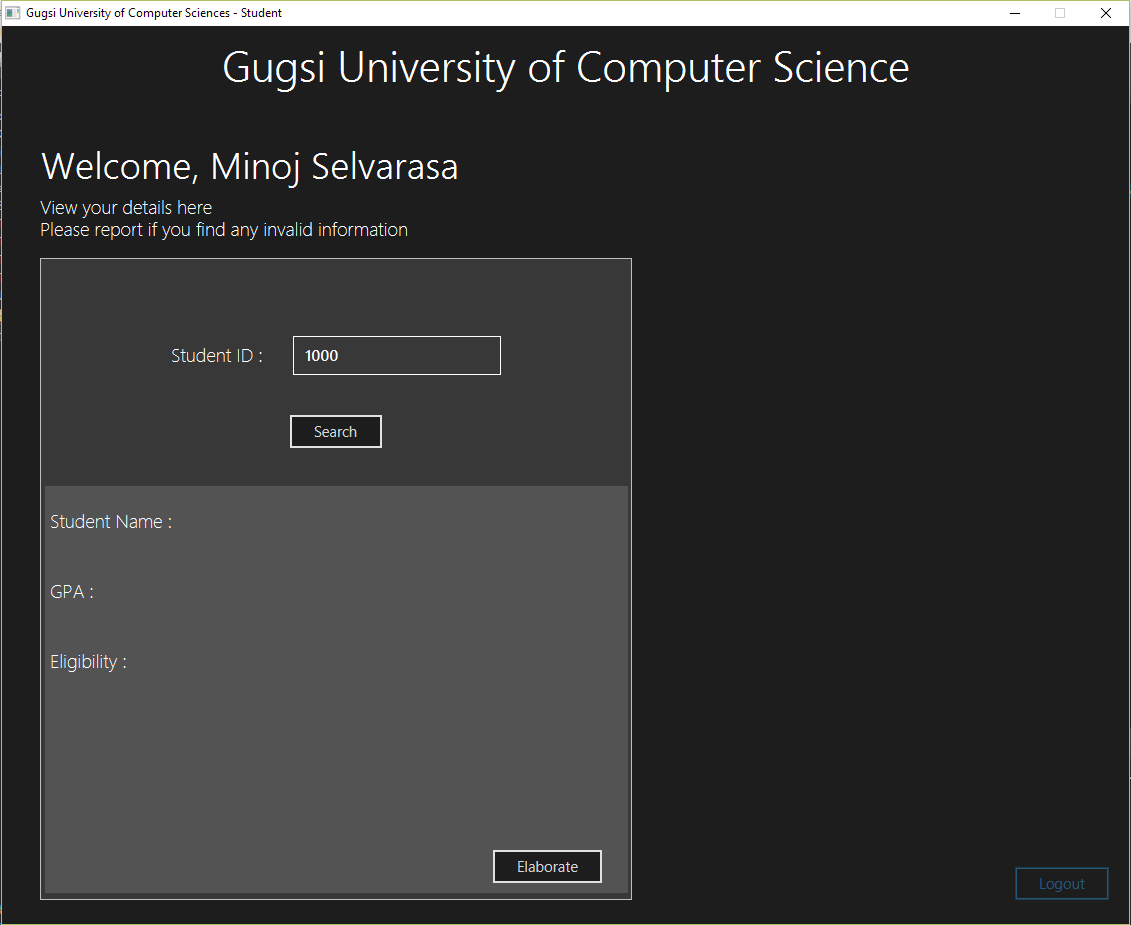 Gugsi University of Computer Sciences - Student
Gugsi University of Computer Science
Welcome, Minoj Selvarasa
View your details here
Please report if you find any invalid information
Student ID : 1000
Search
Student Name :
GPA :
Eligibility :
Elaborate
Logout